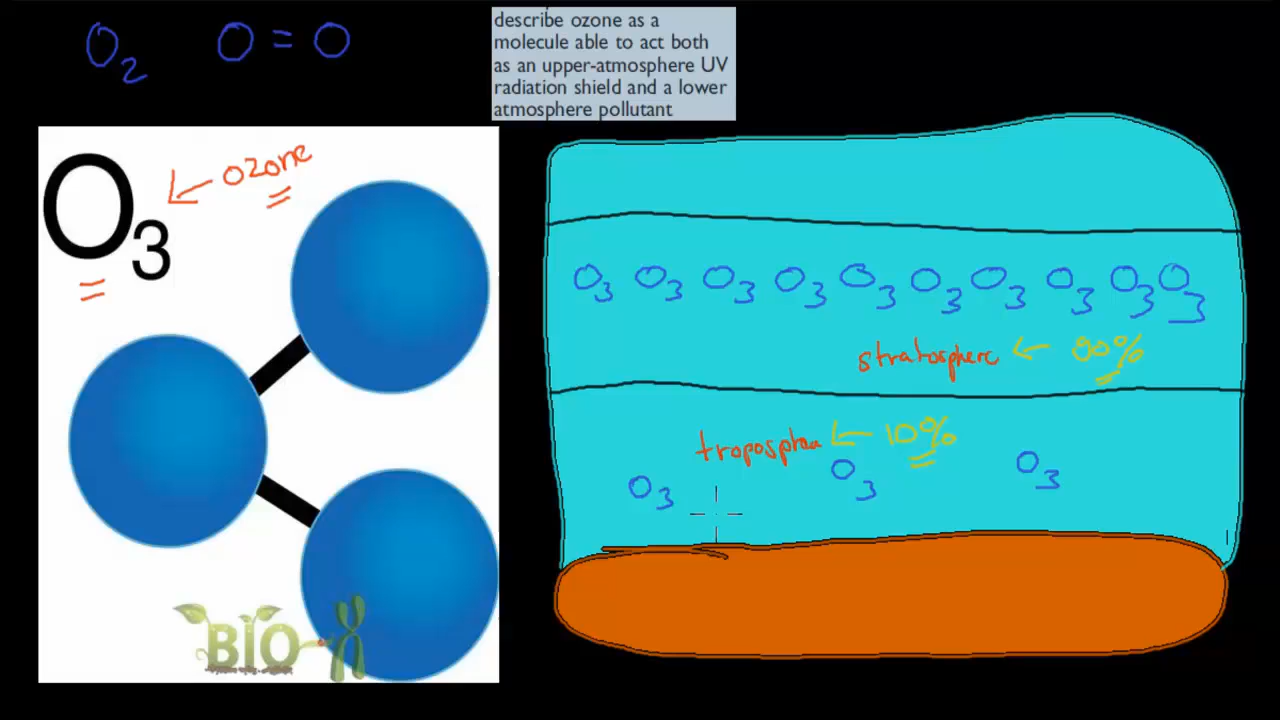 O2 O = O
describe ozone as a
molecule able to act both
as an upper-atmosphere UV
radiation shield and a lower
atmosphere pollutant
O3 ← ozone
O3 O3 O3 O3 O3 O3 O3 O3 O3 O3
stratosphere ← 90%
← 10%
O3 O3 O3
BIO